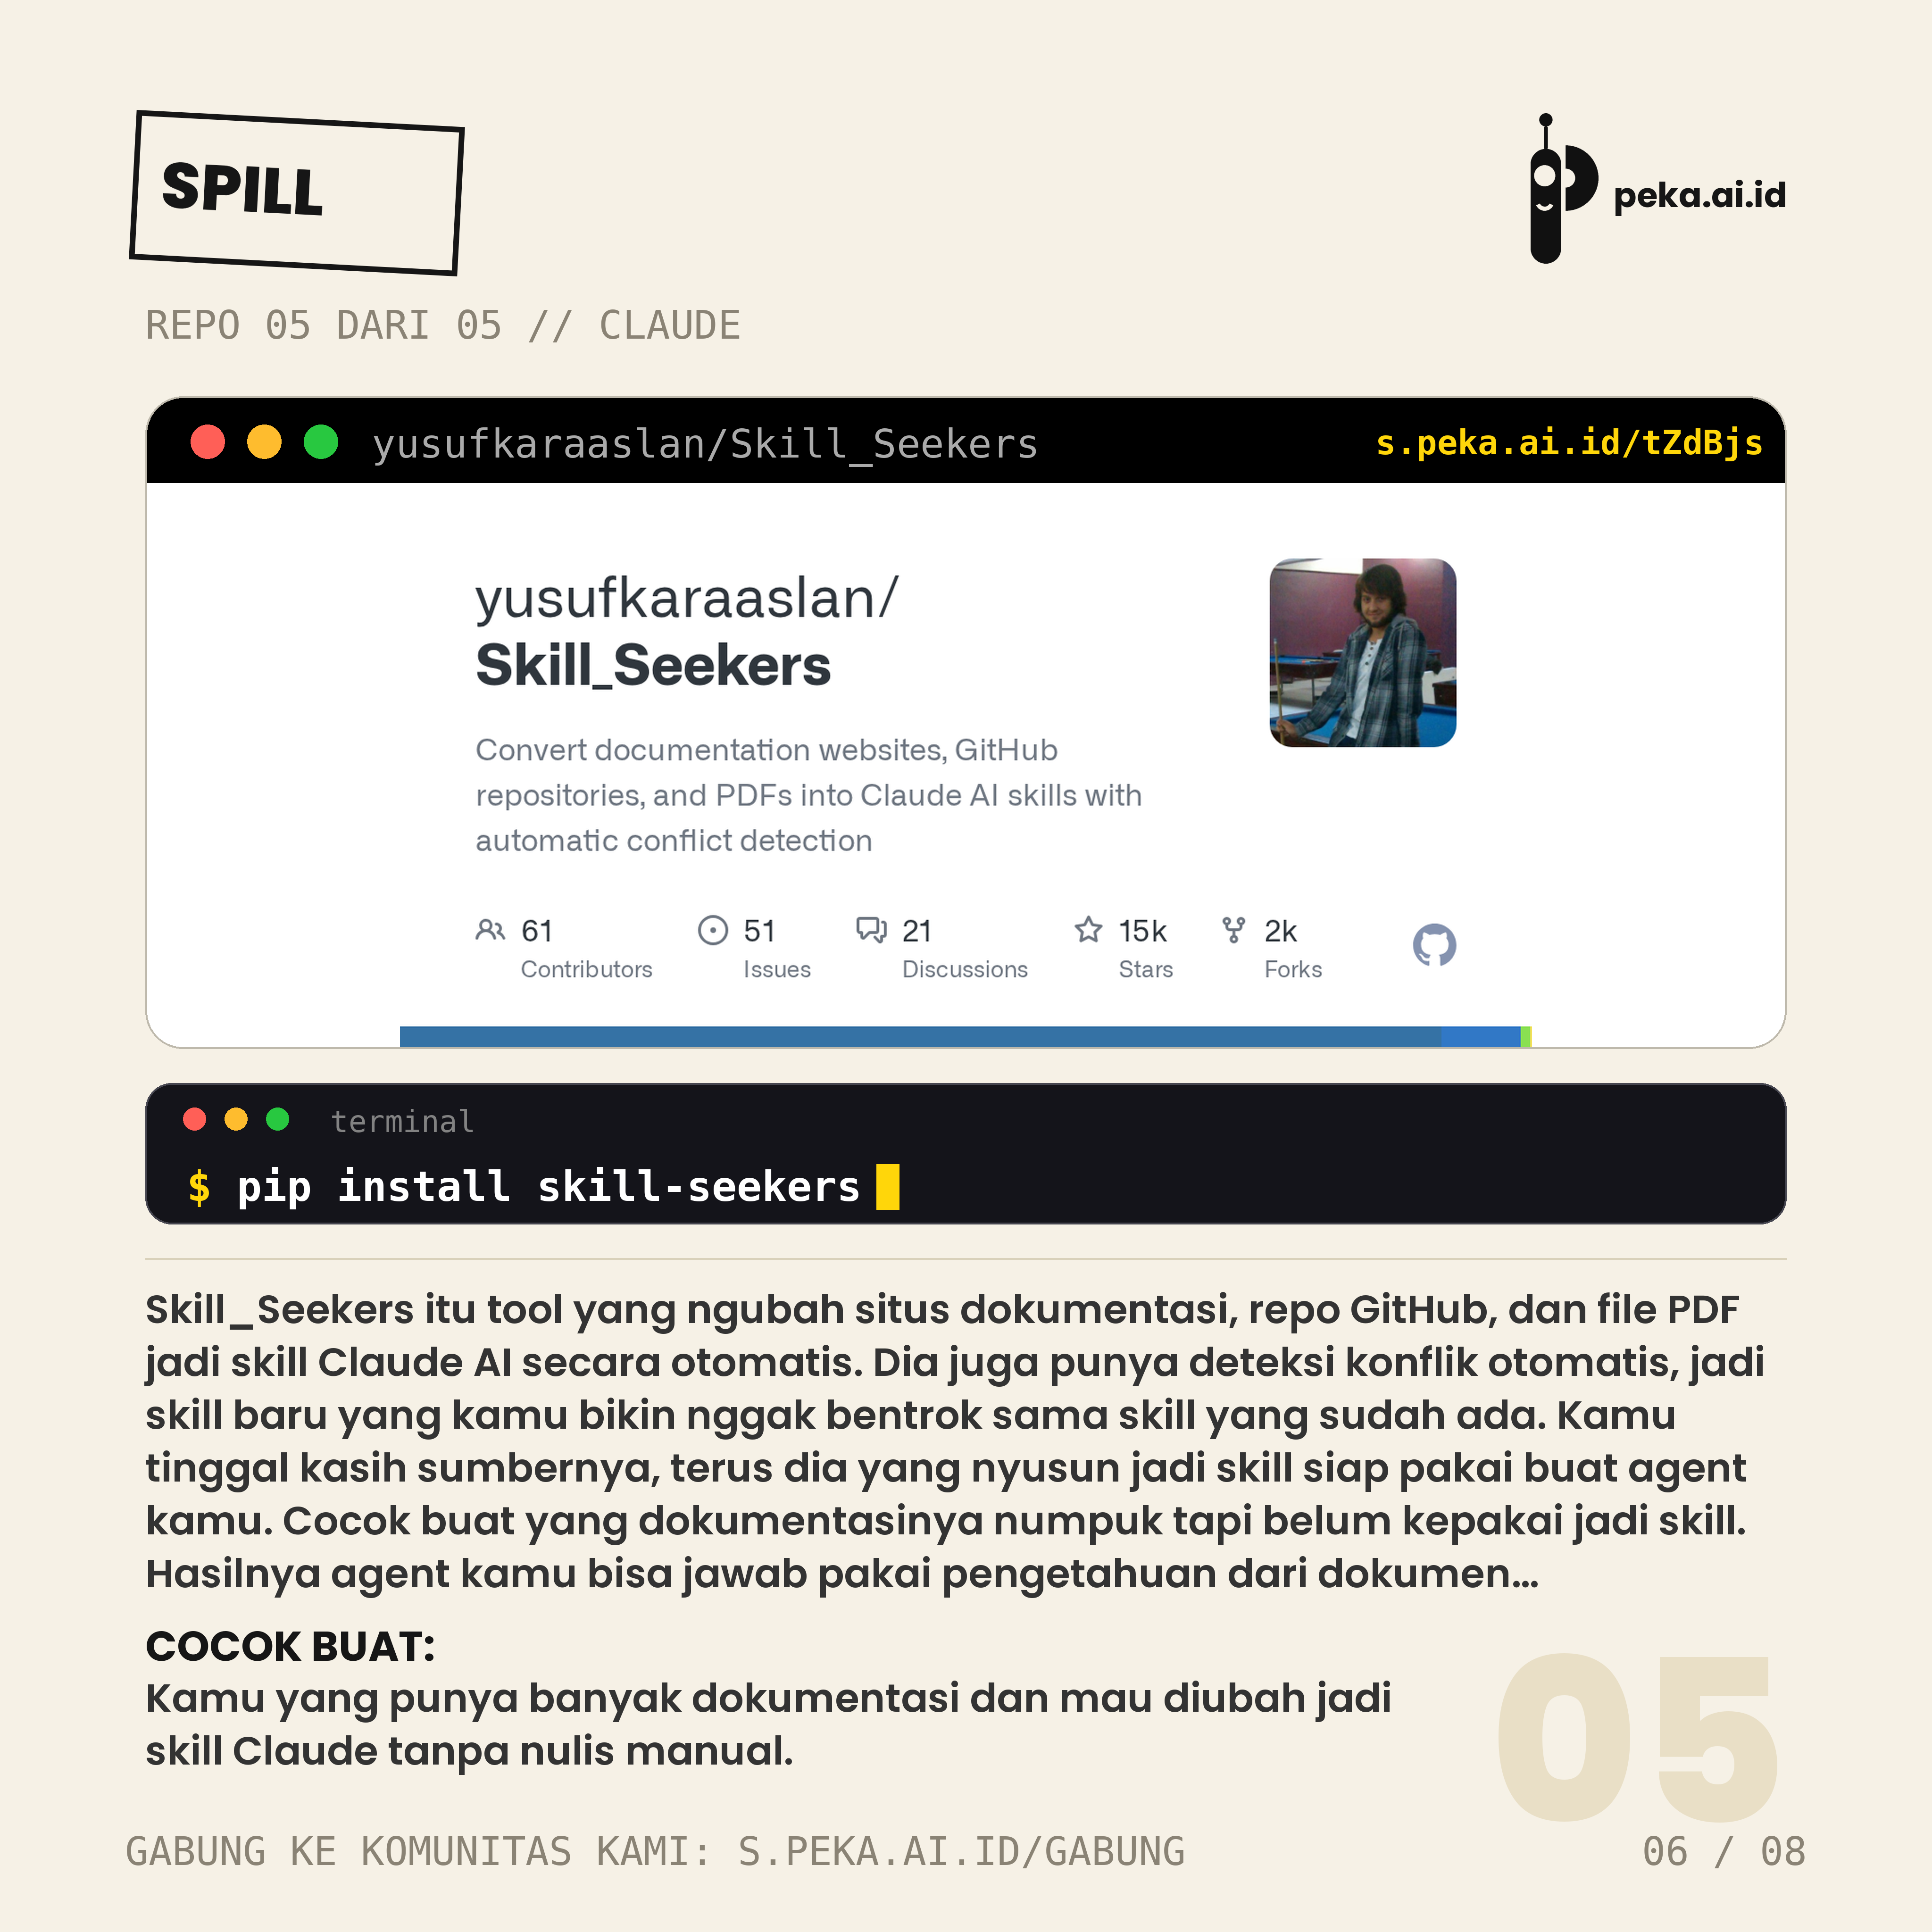 SPILL
peka.ai.id
REPO 05 DARI 05 // CLAUDE
yusufkaraaslan/Skill_Seekers
s.peka.ai.id/tZdBjs
yusufkaraaslan/
Skill_Seekers
Convert documentation websites, GitHub
repositories, and PDFs into Claude AI skills with
automatic conflict detection
61 51 21 15k 2k
Contributors Issues Discussions Stars Forks
terminal
$ pip install skill-seekers
Skill_Seekers itu tool yang ngubah situs dokumentasi, repo GitHub, dan file PDF
jadi skill Claude AI secara otomatis. Dia juga punya deteksi konflik otomatis, jadi
skill baru yang kamu bikin nggak bentrok sama skill yang sudah ada. Kamu
tinggal kasih sumbernya, terus dia yang nyusun jadi skill siap pakai buat agent
kamu. Cocok buat yang dokumentasinya numpuk tapi belum kepakai jadi skill.
Hasilnya agent kamu bisa jawab pakai pengetahuan dari dokumen...
COCOK BUAT:
Kamu yang punya banyak dokumentasi dan mau diubah jadi
skill Claude tanpa nulis manual.
05
GABUNG KE KOMUNITAS KAMI: S.PEKA.AI.ID/GABUNG
06 / 08